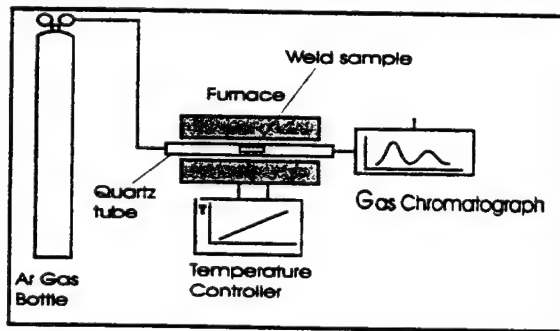 Weld sample
Furnace
Quartz
tube
Gas Chromatograph
T
Ar Gas
Bottle
Temperature
Controller